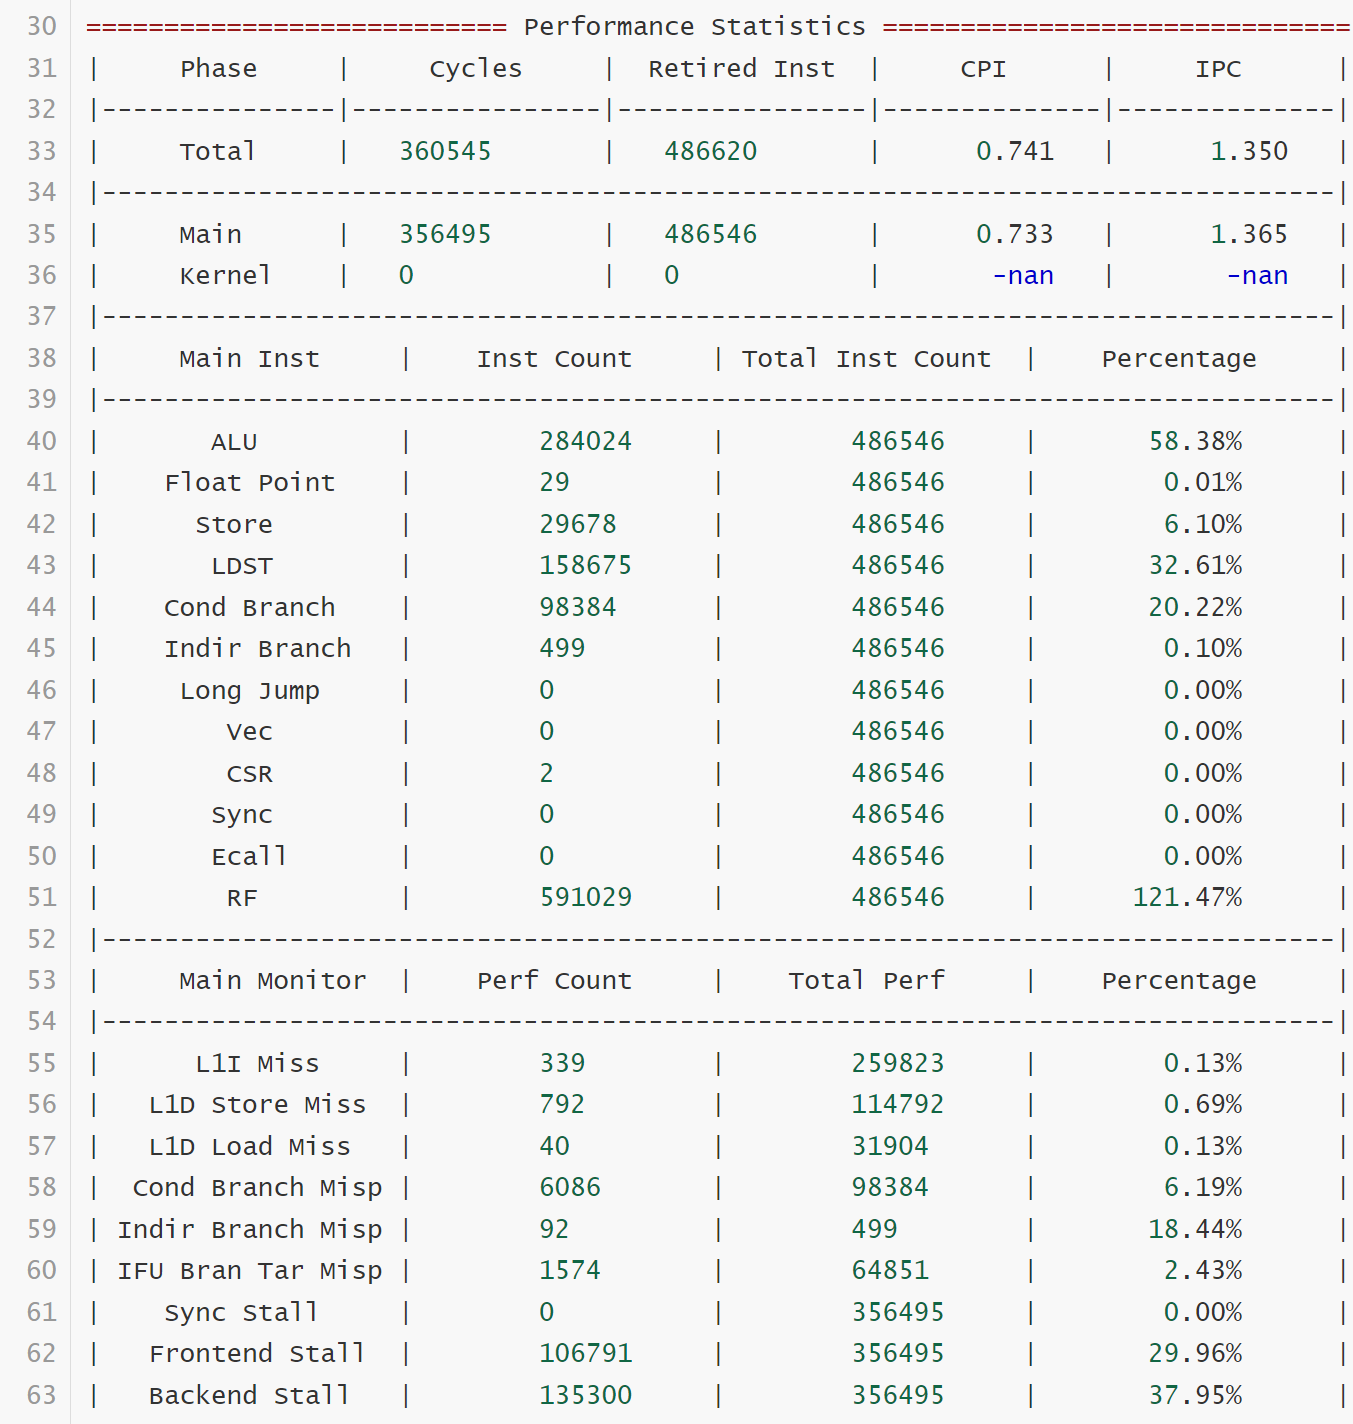 30 =========================== Performance Statistics ==============================
31 |     Phase     |     Cycles     |  Retired Inst  |     CPI      |     IPC      |
32 |---------------|----------------|----------------|--------------|--------------|
33 |     Total     |   360545       |   486620       |      0.741   |      1.350   |
34 |-------------------------------------------------------------------------------|
35 |     Main      |   356495       |   486546       |      0.733   |      1.365   |
36 |     Kernel    |   0            |   0            |       -nan   |       -nan   |
37 |-------------------------------------------------------------------------------|
38 |     Main Inst     |    Inst Count     | Total Inst Count  |    Percentage     |
39 |-------------------------------------------------------------------------------|
40 |       ALU         |        284024     |        486546     |       58.38%      |
41 |    Float Point    |        29         |        486546     |        0.01%      |
42 |      Store        |        29678      |        486546     |        6.10%      |
43 |       LDST        |        158675     |        486546     |       32.61%      |
44 |    Cond Branch    |        98384      |        486546     |       20.22%      |
45 |    Indir Branch   |        499        |        486546     |        0.10%      |
46 |     Long Jump     |        0          |        486546     |        0.00%      |
47 |        Vec        |        0          |        486546     |        0.00%      |
48 |        CSR        |        2          |        486546     |        0.00%      |
49 |       Sync        |        0          |        486546     |        0.00%      |
50 |       Ecall       |        0          |        486546     |        0.00%      |
51 |        RF         |        591029     |        486546     |      121.47%      |
52 |-------------------------------------------------------------------------------|
53 |     Main Monitor  |    Perf Count     |    Total Perf     |    Percentage     |
54 |-------------------------------------------------------------------------------|
55 |      L1I Miss     |        339        |        259823     |        0.13%      |
56 |   L1D Store Miss  |        792        |        114792     |        0.69%      |
57 |   L1D Load Miss   |        40         |        31904      |        0.13%      |
58 |  Cond Branch Misp |        6086       |        98384      |        6.19%      |
59 | Indir Branch Misp |        92         |        499        |       18.44%      |
60 | IFU Bran Tar Misp |        1574       |        64851      |        2.43%      |
61 |    Sync Stall     |        0          |        356495     |        0.00%      |
62 |   Frontend Stall  |        106791     |        356495     |       29.96%      |
63 |   Backend Stall   |        135300     |        356495     |       37.95%      |